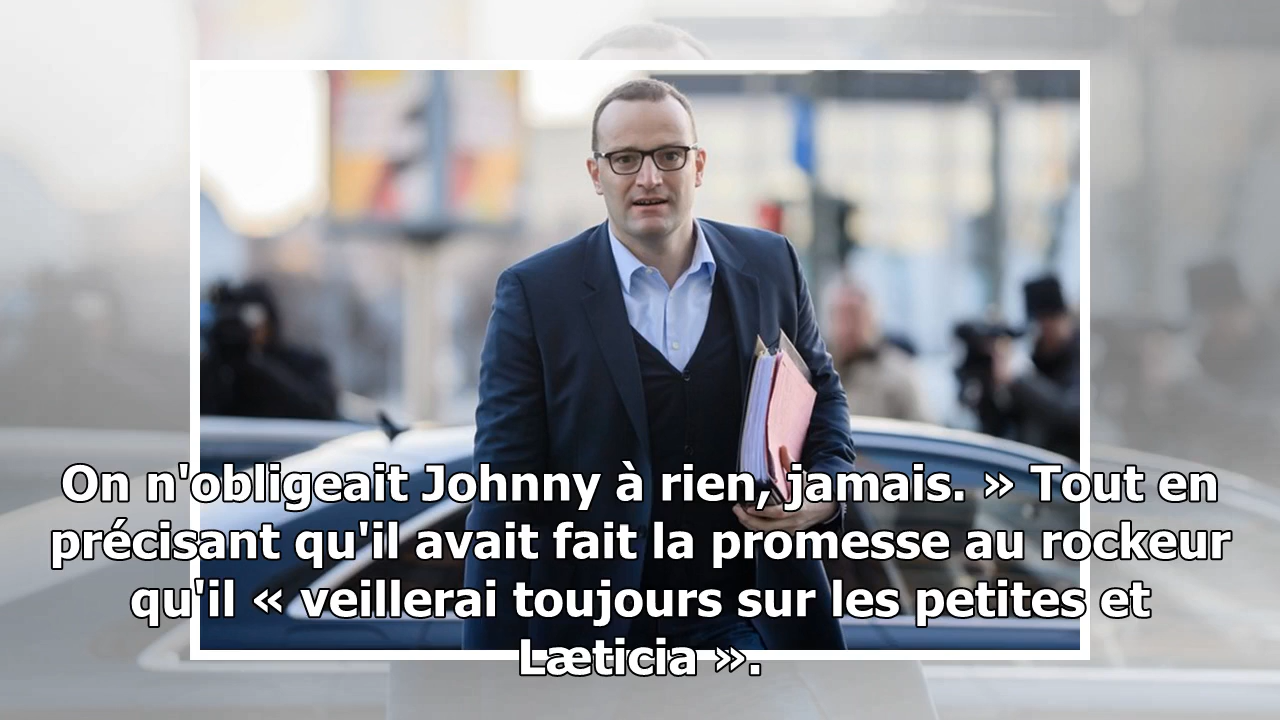 On n'obligeait Johnny à rien, jamais. » Tout en
précisant qu'il avait fait la promesse au rockeur
qu'il « veillerai toujours sur les petites et
Læticia ».